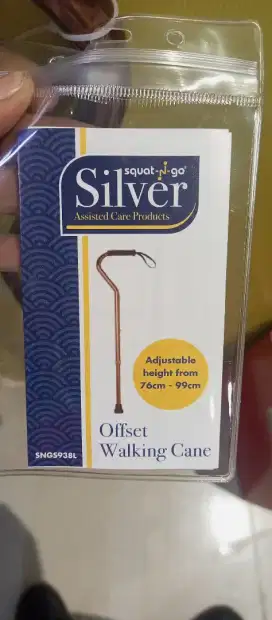 squat-n-go®
Silver
Assisted Care Products
Adjustable
height from
76cm - 99cm
Offset
Walking Cane
SNGS938L